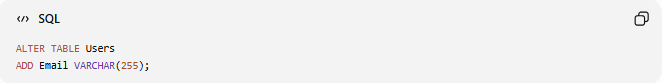 </> SQL
ALTER TABLE Users
ADD Email VARCHAR(255);